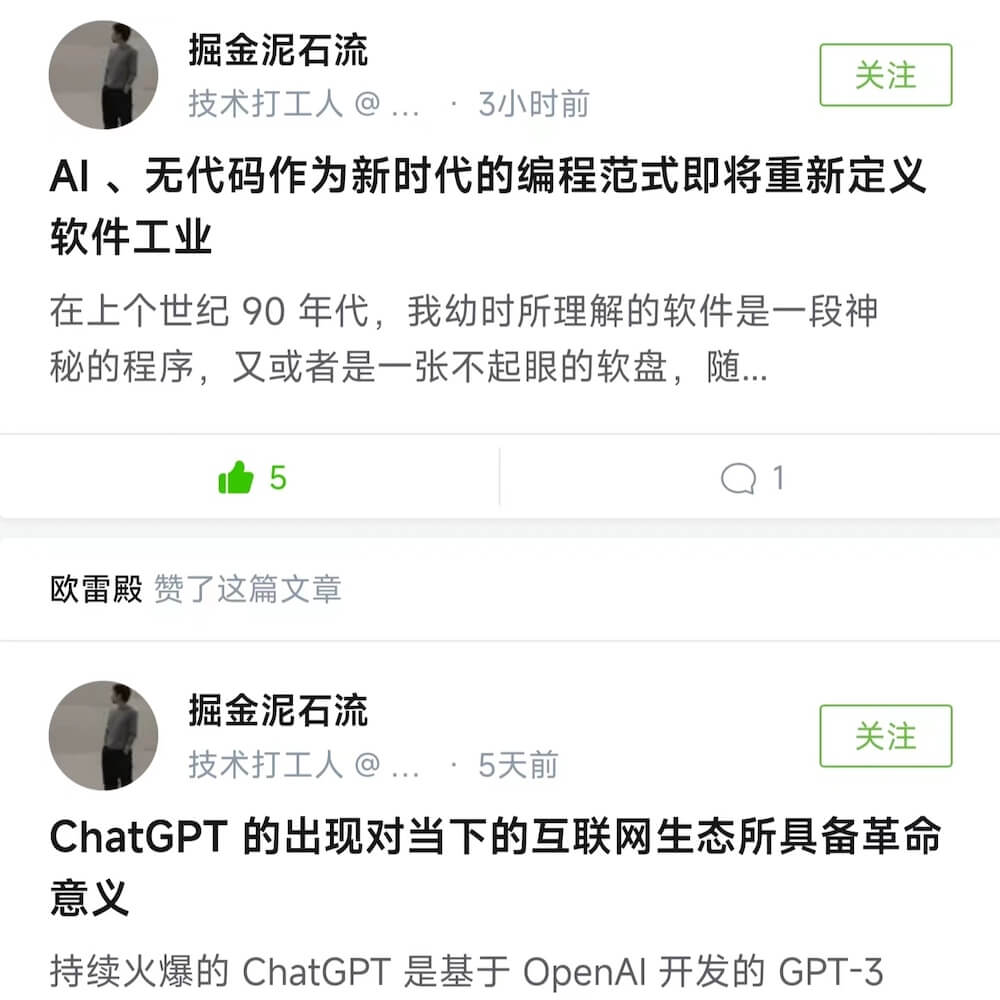 掘金泥石流
关注
技术打工人 @ ... · 3小时前
AI 、无代码作为新时代的编程范式即将重新定义
软件工业
在上个世纪 90 年代，我幼时所理解的软件是一段神
秘的程序，又或者是一张不起眼的软盘，随...
5
1
欧雷殿 赞了这篇文章
掘金泥石流
关注
技术打工人 @ ... · 5天前
ChatGPT 的出现对当下的互联网生态所具备革命
意义
持续火爆的 ChatGPT 是基于 OpenAI 开发的 GPT-3